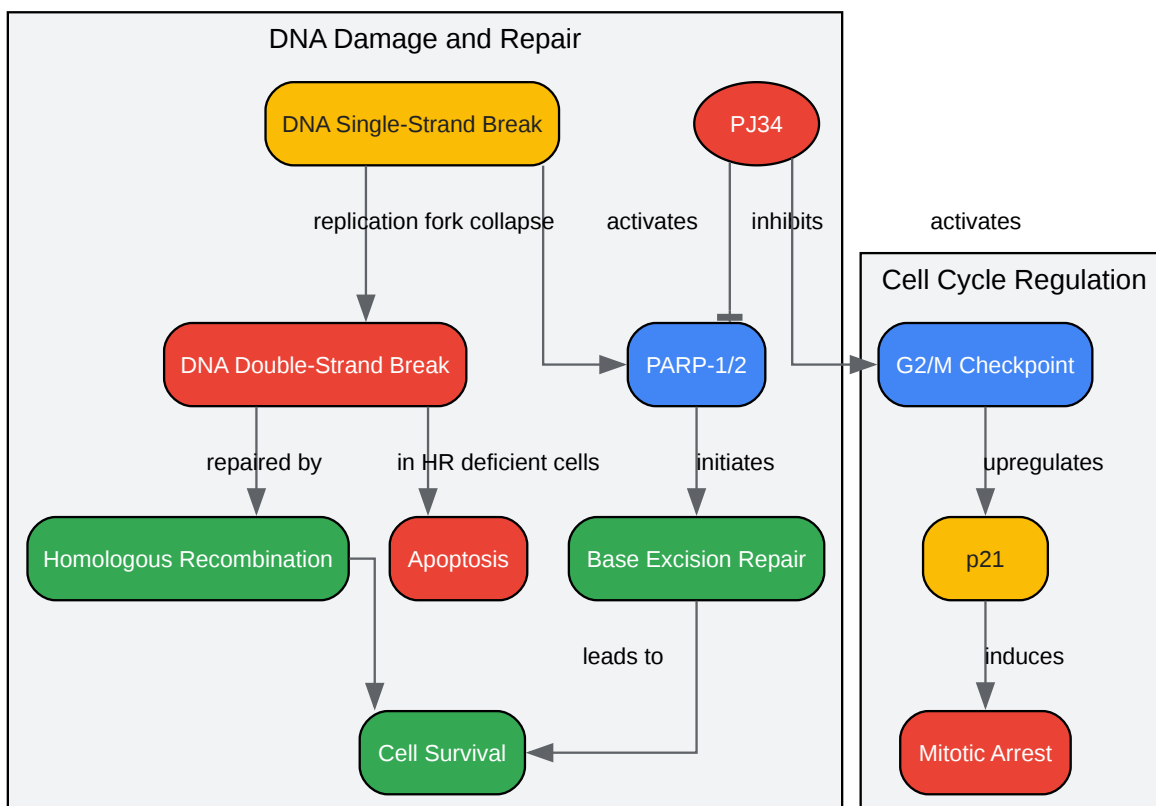 DNA Damage and Repair
DNA Single-Strand Break
PJ34
replication fork collapse
activates
inhibits
activates
Cell Cycle Regulation
DNA Double-Strand Break
PARP-1/2
G2/M Checkpoint
repaired by
in HR deficient cells
initiates
upregulates
Homologous Recombination
Apoptosis
Base Excision Repair
p21
leads to
induces
Cell Survival
Mitotic Arrest